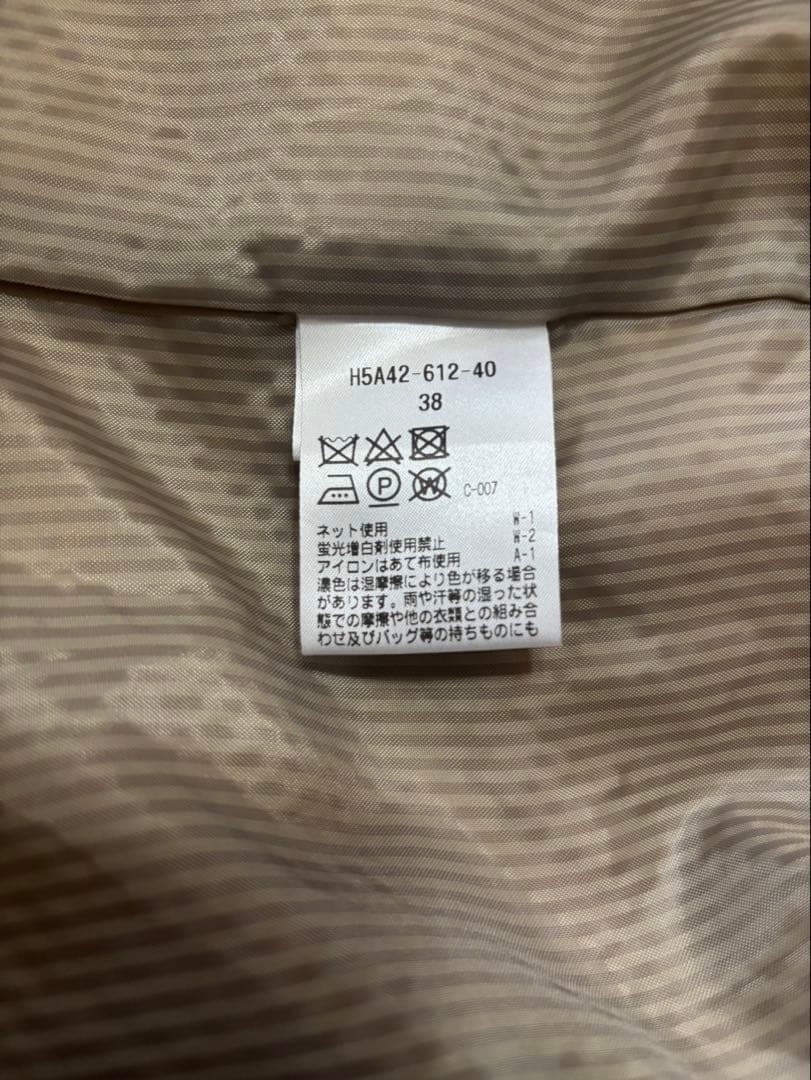 H5A42-612-40
38
P W C-007
W-1
ネット使用 W-2
蛍光増白剤使用禁止 A-1
アイロンはあて布使用
濃色は湿摩擦により色が移る場合
があります。雨や汗等の湿った状
態での摩擦や他の衣類との組み合
わせ及びバッグ等の持ちものにも